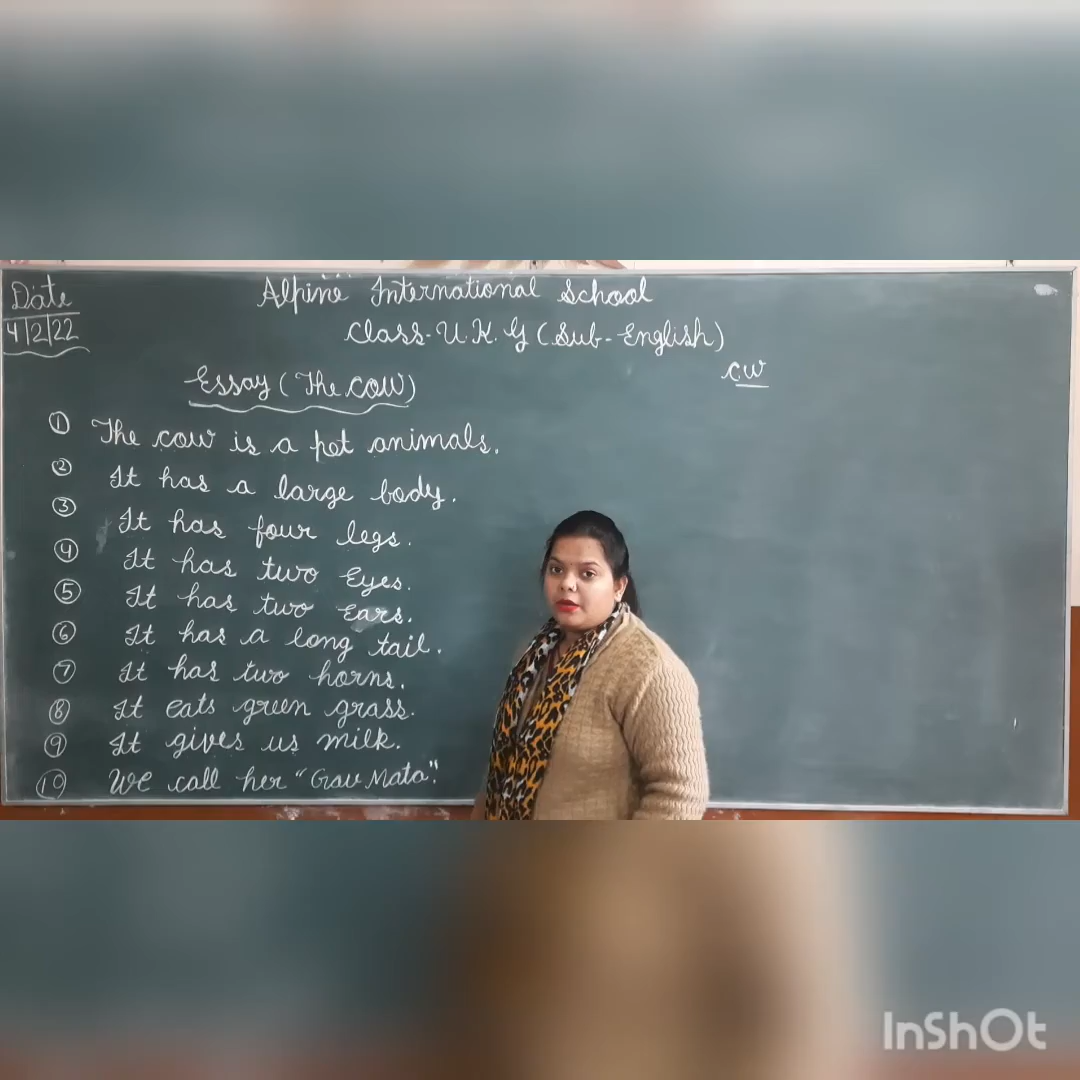 Date
4/2/22
Alpine International School
Class-U.K.G (Sub-English)
CW
Essay (The COW)
① The cow is a pet animals.
② It has a large body.
③ It has four legs.
④ It has two Eyes.
⑤ It has two Ears.
⑥ It has a long tail.
⑦ It has two horns.
⑧ It eats green grass.
⑨ It gives us milk.
⑩ We call her "Gau Mata".
InShOt